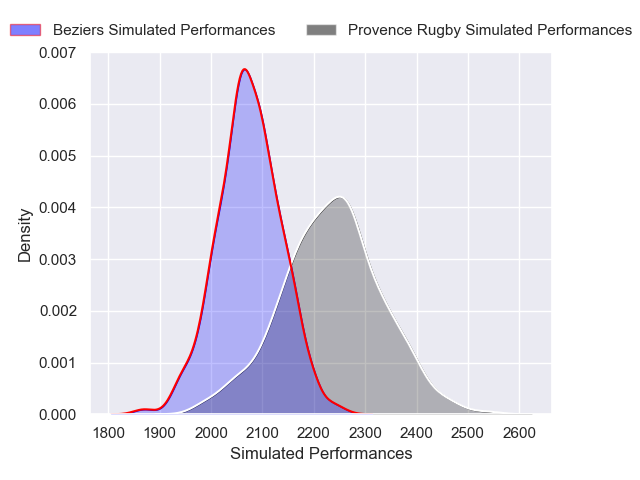 Beziers Simulated Performances
Provence Rugby Simulated Performances
0.007
0.006
0.005
0.004
0.003
0.002
0.001
0.000
Density
1800 1900 2000 2100 2200 2300 2400 2500 2600
Simulated Performances